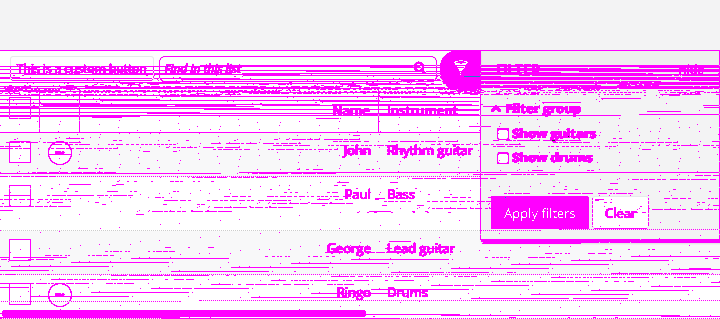 This is a custom button Find in this list FILTER Hide
Name Instrument
Filter group
Show guitars
Show drums
John Rhythm guitar
Paul Bass
Apply filters Clear
George Lead guitar
Ringo Drums